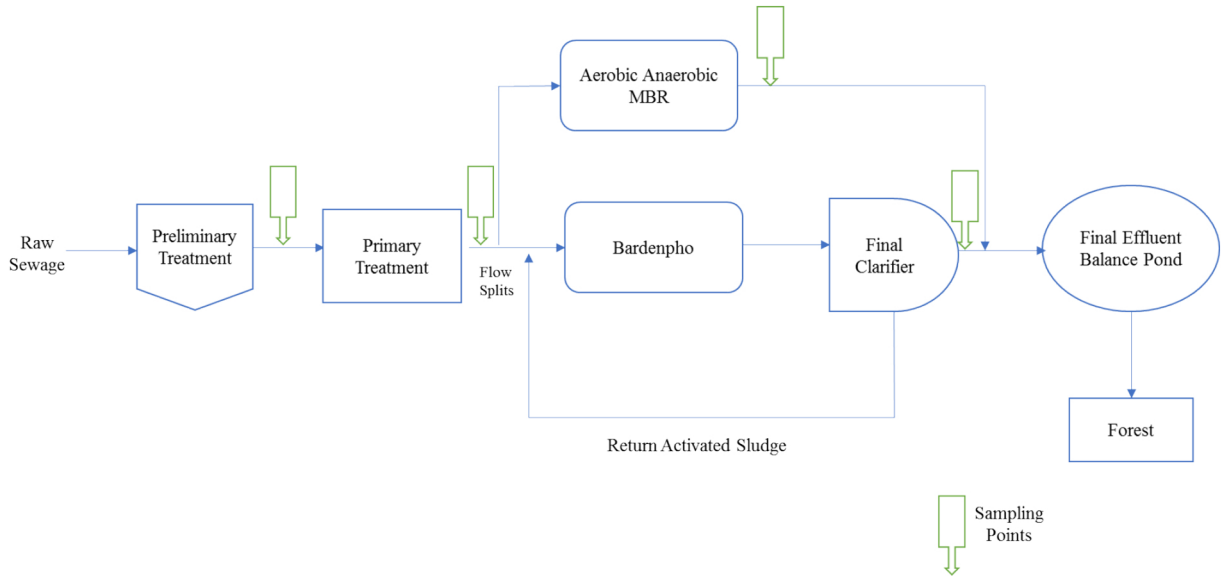 Raw
Sewage
Preliminary
Treatment
Primary
Treatment
Flow
Splits
Aerobic Anaerobic
MBR
Bardenpho
Final
Clarifier
Final Effluent
Balance Pond
Return Activated Sludge
Forest
Sampling
Points